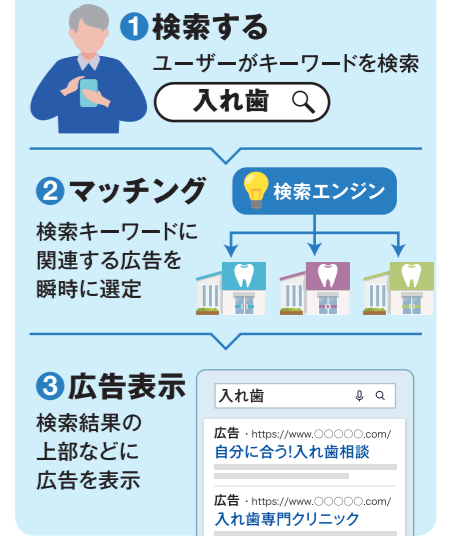 ❶検索する
ユーザーがキーワードを検索
入れ歯
❷マッチング
検索エンジン
検索キーワードに
関連する広告を
瞬時に選定
❸広告表示
検索結果の
上部などに
広告を表示
入れ歯
広告・https://www.〇〇〇〇〇.com/
自分に合う!入れ歯相談
広告・https://www.〇〇〇〇〇.com/
入れ歯専門クリニック